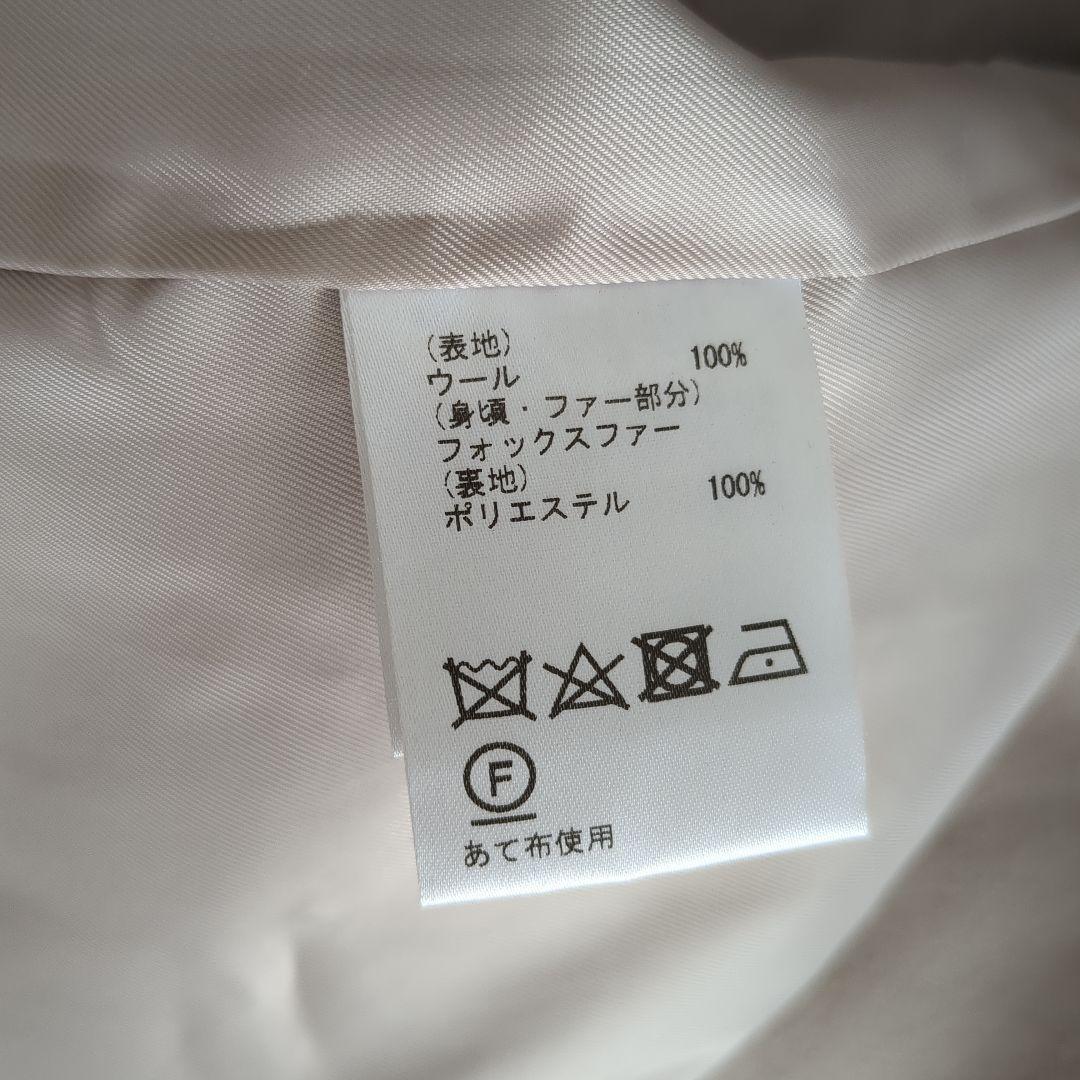 (表地)
ウール 100%
(身頃・ファー部分)
フォックスファー
(裏地)
ポリエステル 100%
F
あて布使用